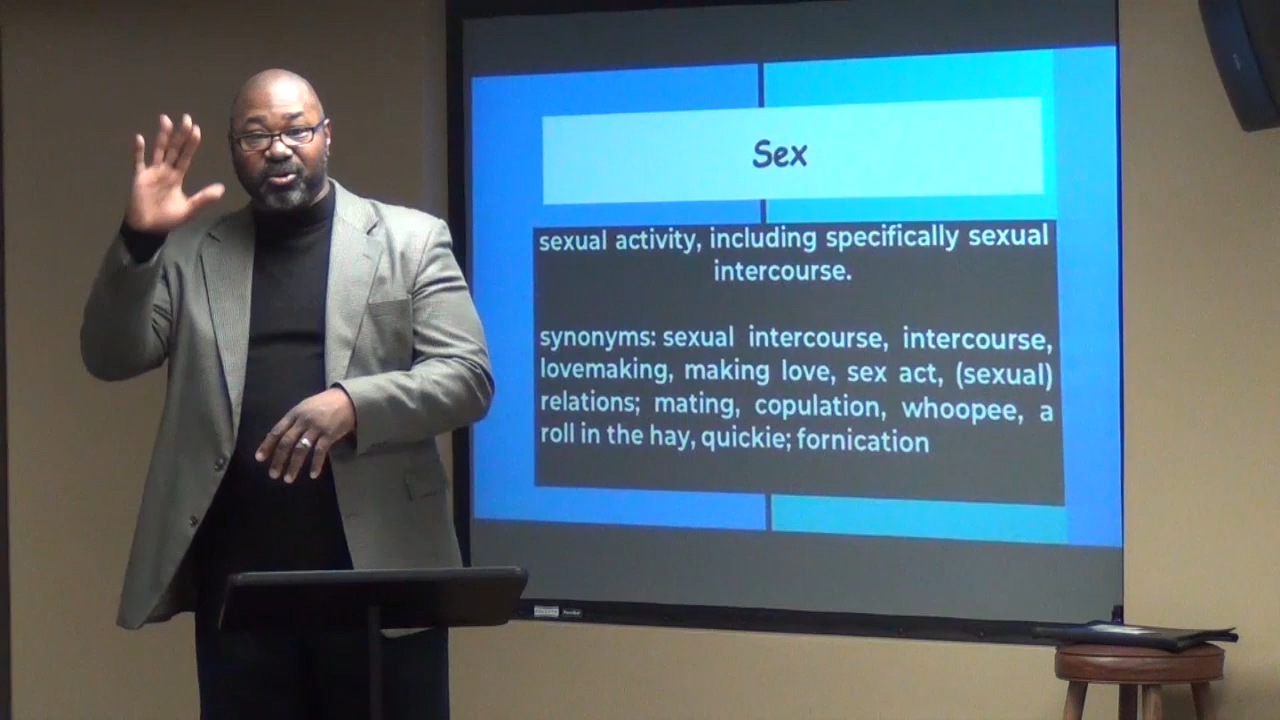 Sex
sexual activity, including specifically sexual
intercourse.
synonyms: sexual intercourse, intercourse,
lovemaking, making love, sex act, (sexual)
relations; mating, copulation, whoopee, a
roll in the hay, quickie; fornication